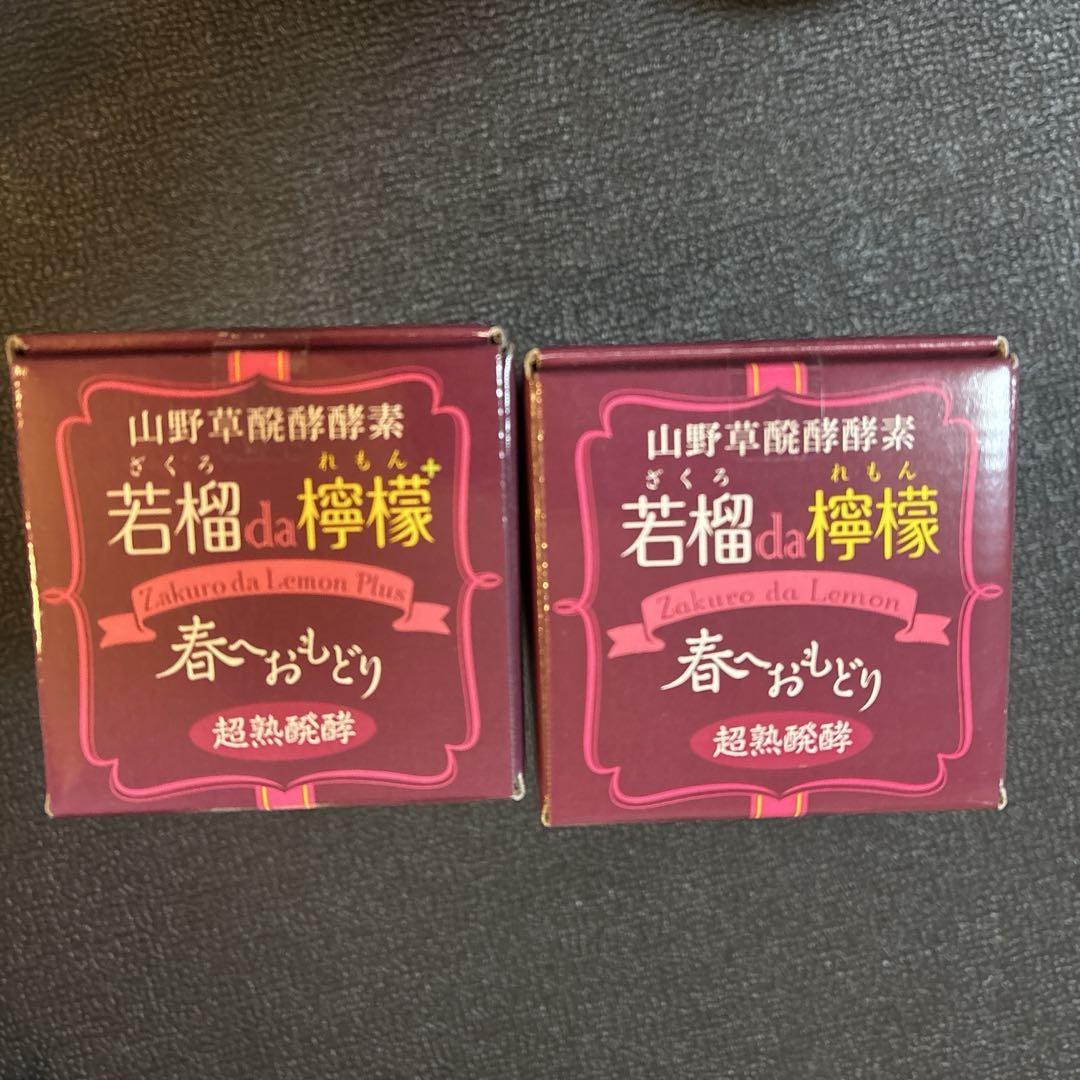 山野草醗酵酵素
ざくろ れもん
若榴da檸檬+
Zakuro da Lemon Plus
春へおもどり
超熟醗酵
山野草醗酵酵素
ざくろ れもん
若榴da檸檬
Zakuro da Lemon
春へおもどり
超熟醗酵